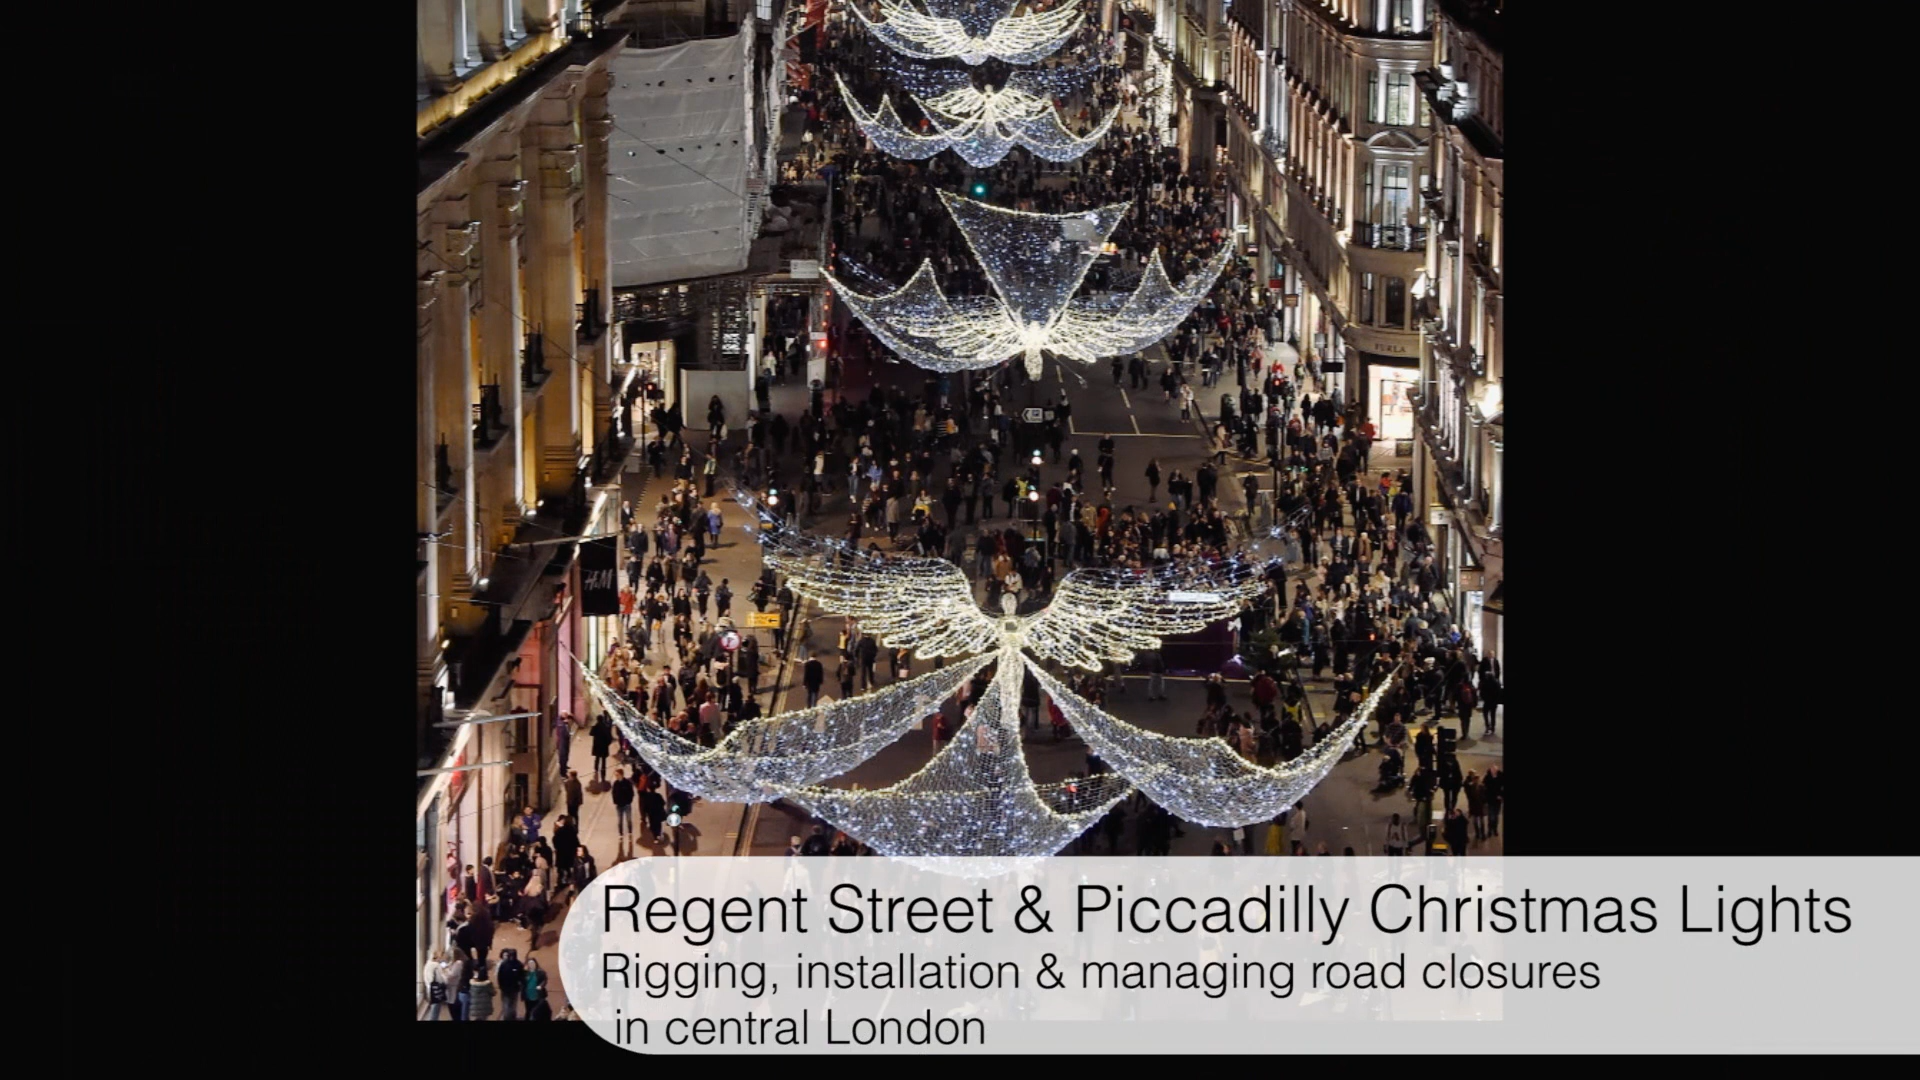 FURLA
H&M
Regent Street & Piccadilly Christmas Lights
Rigging, installation & managing road closures
in central London